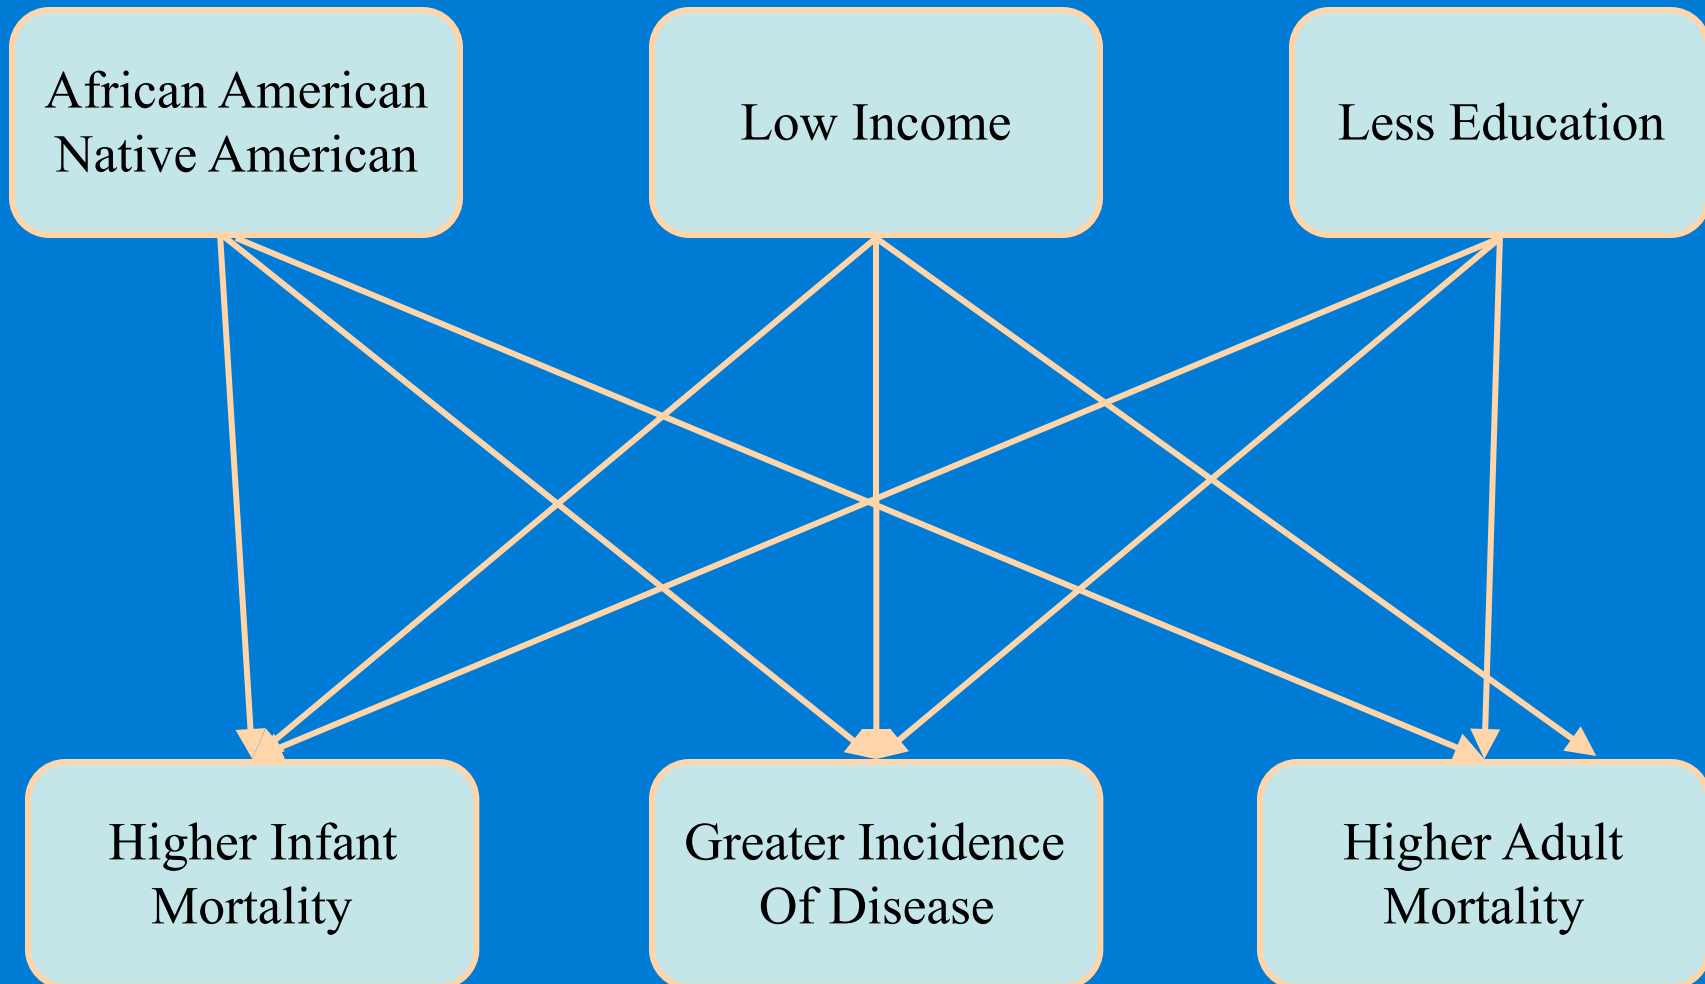 African American
Native American
Low Income
Less Education
Higher Infant
Mortality
Greater Incidence
Of Disease
Higher Adult
Mortality